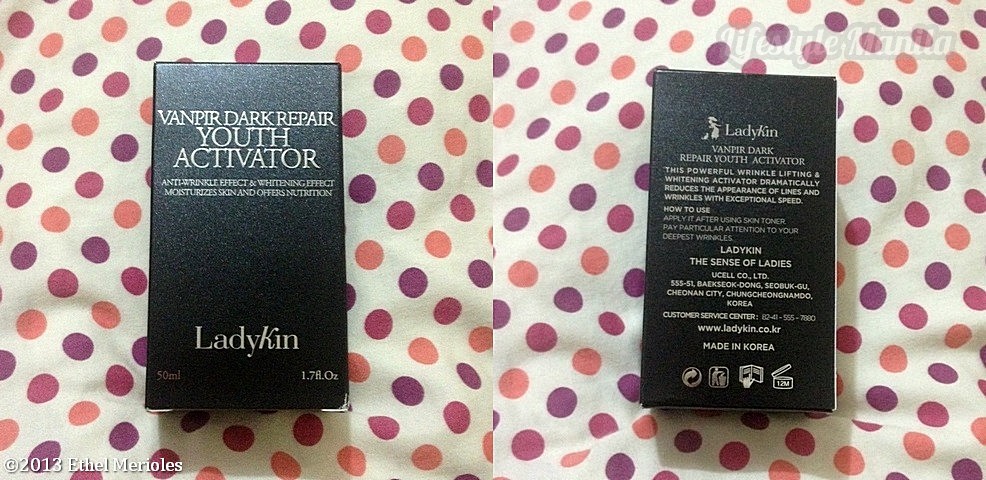 VANPIR DARK REPAIR
YOUTH
ACTIVATOR
ANTI-WRINKLE EFFECT & WHITENING EFFECT
MOISTURIZES SKIN AND OFFERS NUTRITION
LadyKin
50ml 1.7fl.Oz
©2013 Ethel Merioles
Lifestyle Manila
LadyKin
VANPIR DARK
REPAIR YOUTH ACTIVATOR
THIS POWERFUL WRINKLE LIFTING &
WHITENING ACTIVATOR DRAMATICALLY
REDUCES THE APPEARANCE OF LINES AND
WRINKLES WITH EXCEPTIONAL SPEED.
HOW TO USE
APPLY IT AFTER USING SKIN TONER.
PAY PARTICULAR ATTENTION TO YOUR
DEEPEST WRINKLES.
LADYKIN
THE SENSE OF LADIES
UCELL CO., LTD.
555-51, BAEKSEOK-DONG, SEOBUK-GU,
CHEONAN CITY, CHUNGCHEONGNAMDO,
KOREA
CUSTOMER SERVICE CENTER : 82-41 - 555 - 7880
www.ladykin.co.kr
MADE IN KOREA
12M